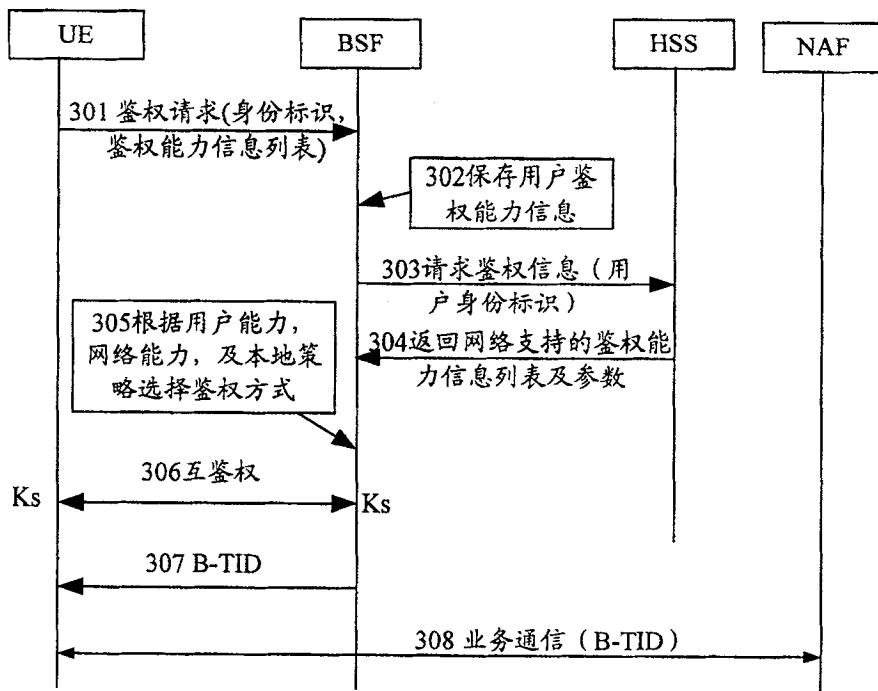 UE
BSF
HSS
NAF
301 鉴权请求(身份标识,
鉴权能力信息列表)
302保存用户鉴
权能力信息
303请求鉴权信息（用
户身份标识）
304返回网络支持的鉴权能
力信息列表及参数
305根据用户能力,
网络能力, 及本地策
略选择鉴权方式
306互鉴权
Ks
Ks
307 B-TID
308 业务通信（B-TID）